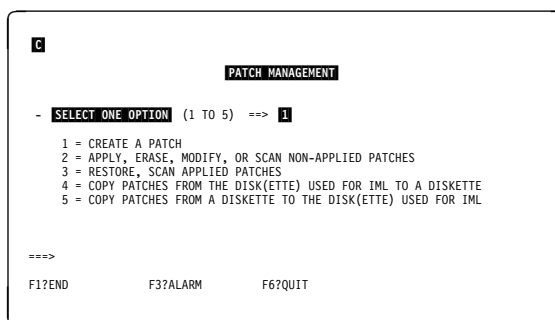 C
PATCH MANAGEMENT
- SELECT ONE OPTION (1 TO 5) ==> 1
1 = CREATE A PATCH
2 = APPLY, ERASE, MODIFY, OR SCAN NON-APPLIED PATCHES
3 = RESTORE, SCAN APPLIED PATCHES
4 = COPY PATCHES FROM THE DISK(ETTE) USED FOR IML TO A DISKETTE
5 = COPY PATCHES FROM A DISKETTE TO THE DISK(ETTE) USED FOR IML
===>
F1?END F3?ALARM F6?QUIT